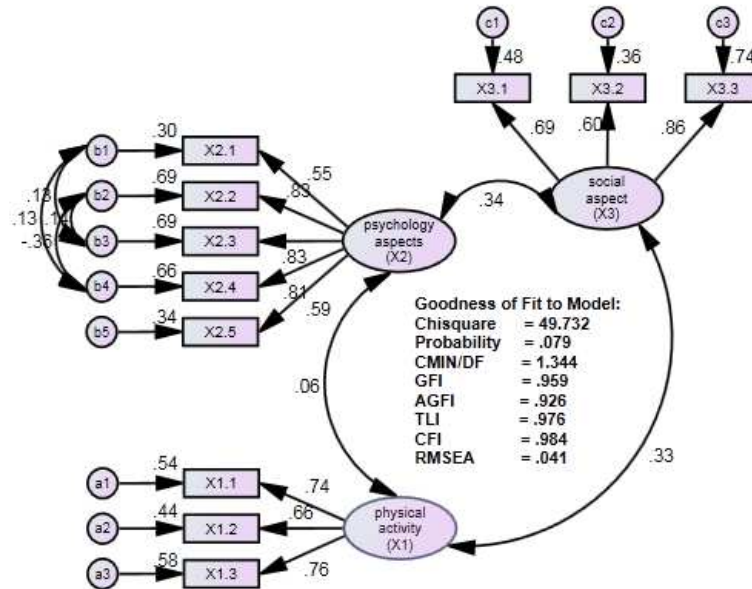 c1 c2 c3
.48 .36 .74
X3.1 X3.2 X3.3
.69 .60 .86
social
aspect
(X3)
.34
b1 .30 X2.1
b2 .69 X2.2
b3 .69 X2.3
b4 .66 X2.4
b5 .34 X2.5
.13
.13 .14
-.36
.55
.83
.83
.81
.59
psychology
aspects
(X2)
Goodness of Fit to Model:
Chisquare = 49.732
Probability = .079
CMIN/DF = 1.344
GFI = .959
AGFI = .926
TLI = .976
CFI = .984
RMSEA = .041
.06
.33
a1 .54 X1.1
a2 .44 X1.2
a3 .58 X1.3
.74
.66
.76
physical
activity
(X1)